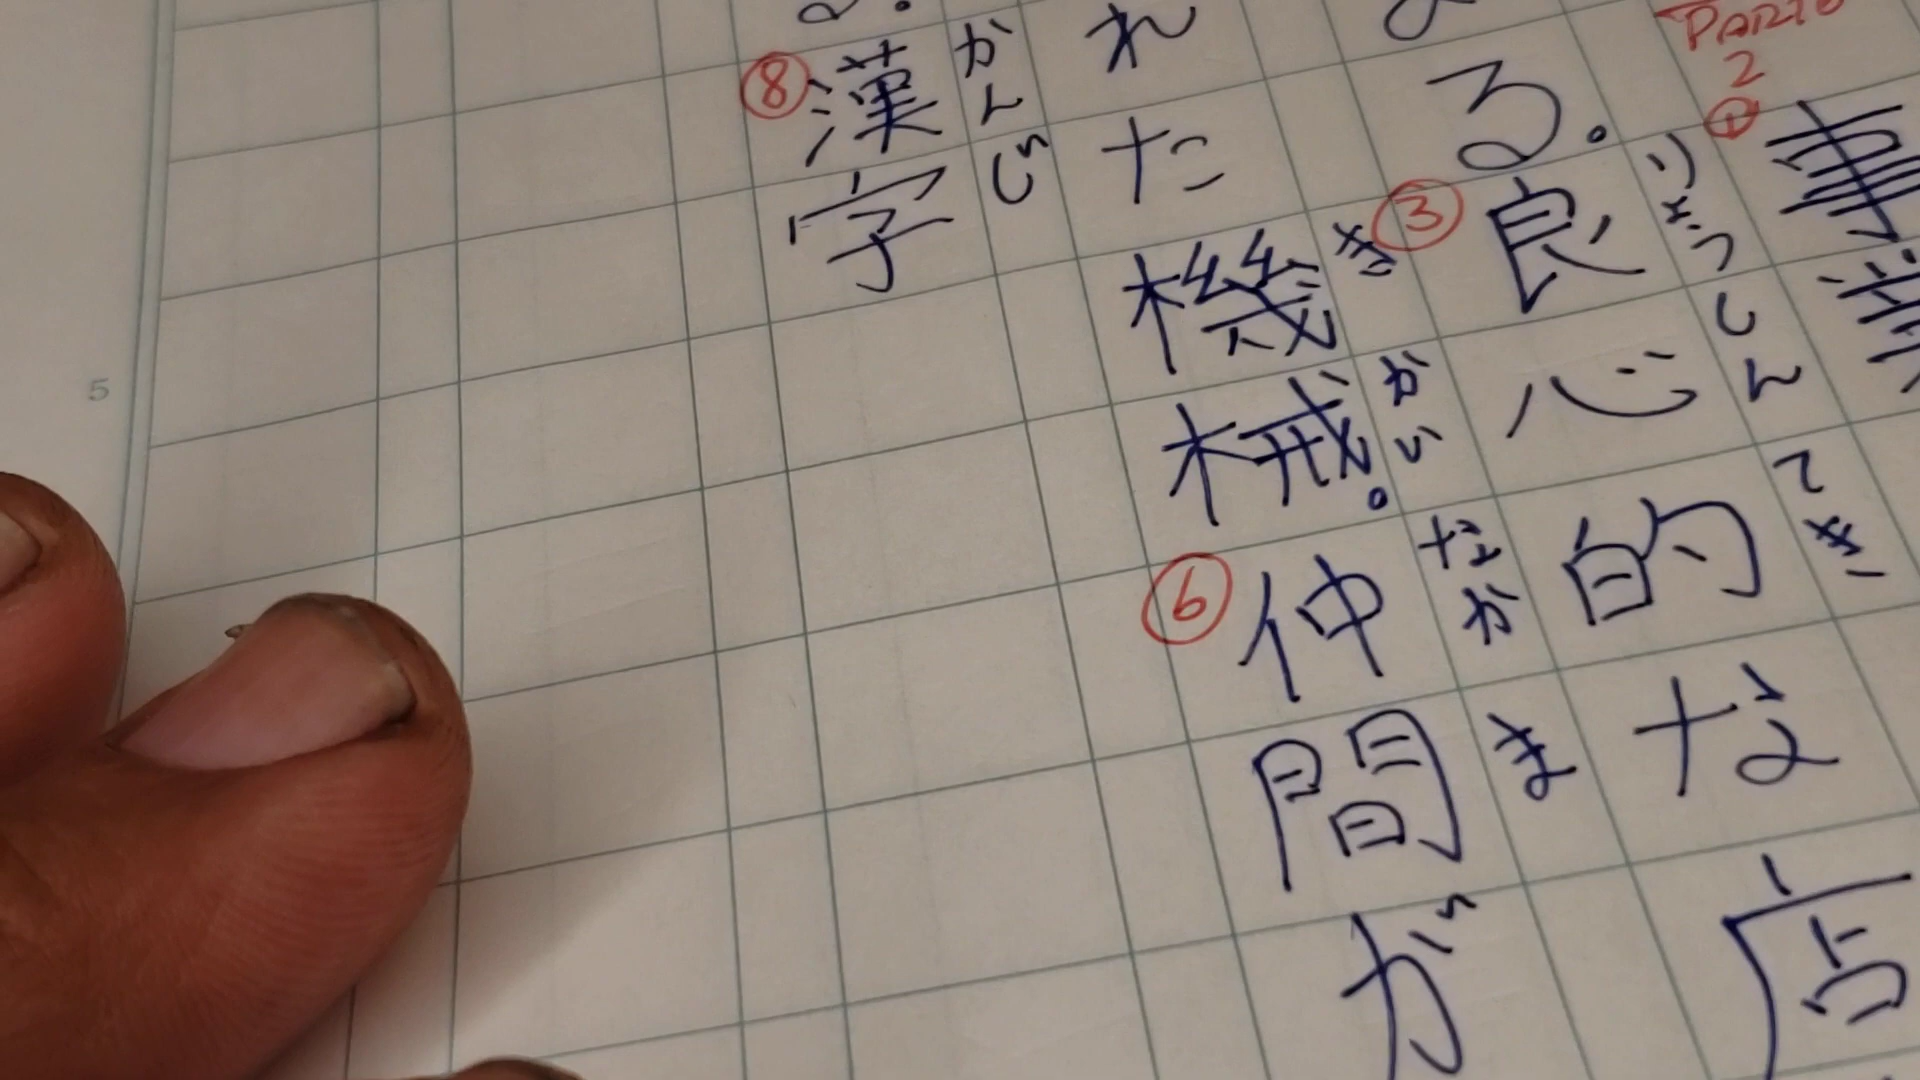 PART
2
①
事
りょうしんてき
る。③良心的な店
きかい
れた機械。⑥
なかま
仲間が
かんじ
⑧漢字
5